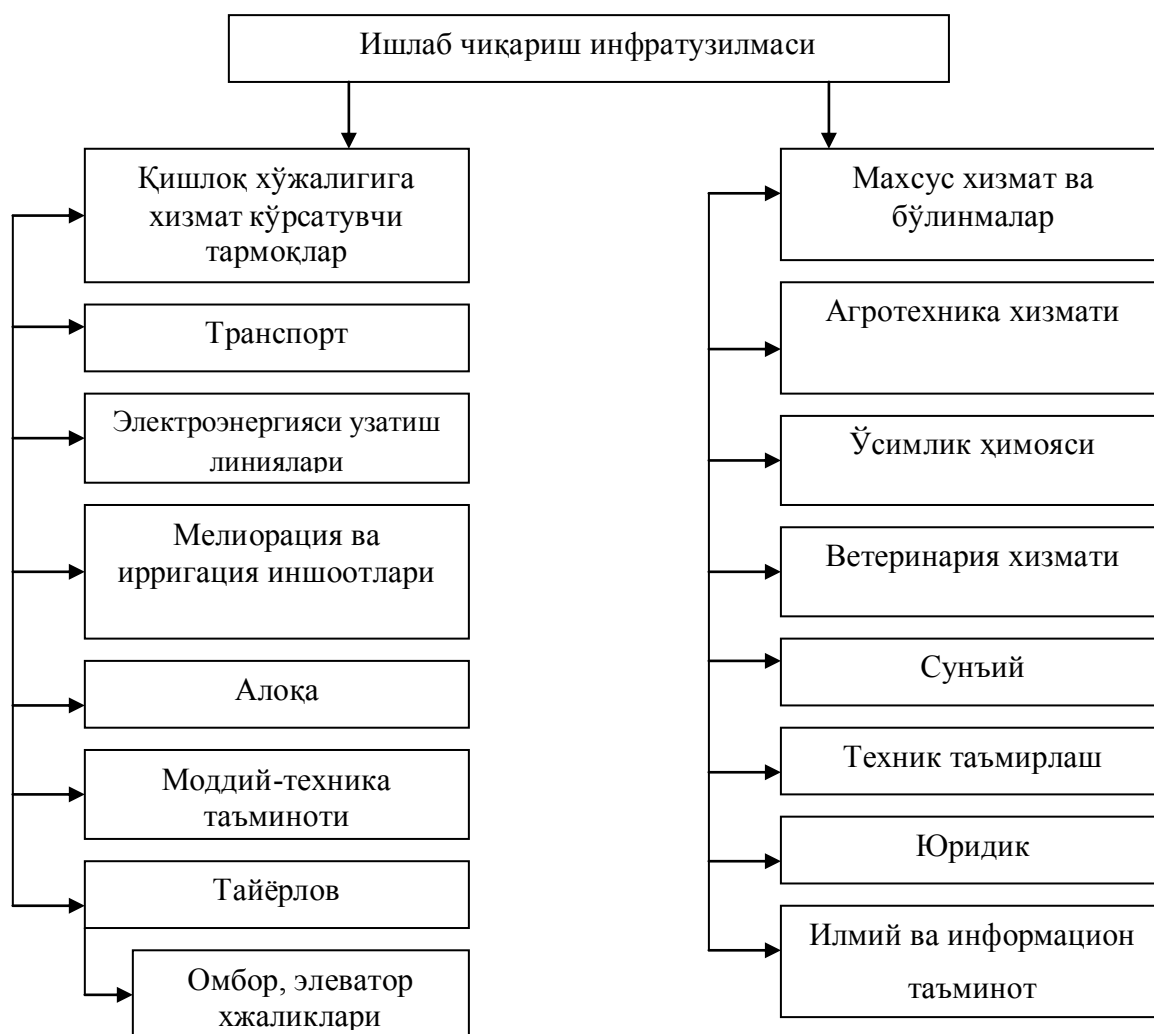 Ишлаб чиқариш инфратузилмаси
Қишлоқ хўжалигига
хизмат кўрсатувчи
тармоқлар
Транспорт
Электроэнергияси узатиш
линиялари
Мелиорация ва
ирригация иншоотлари
Алоқа
Моддий-техника
таъминоти
Тайёрлов
Омбор, элеватор
хжаликлари
Махсус хизмат ва
бўлинмалар
Агротехника хизмати
Ўсимлик ҳимояси
Ветеринария хизмати
Сунъий
Техник таъмирлаш
Юридик
Илмий ва информацион
таъминот